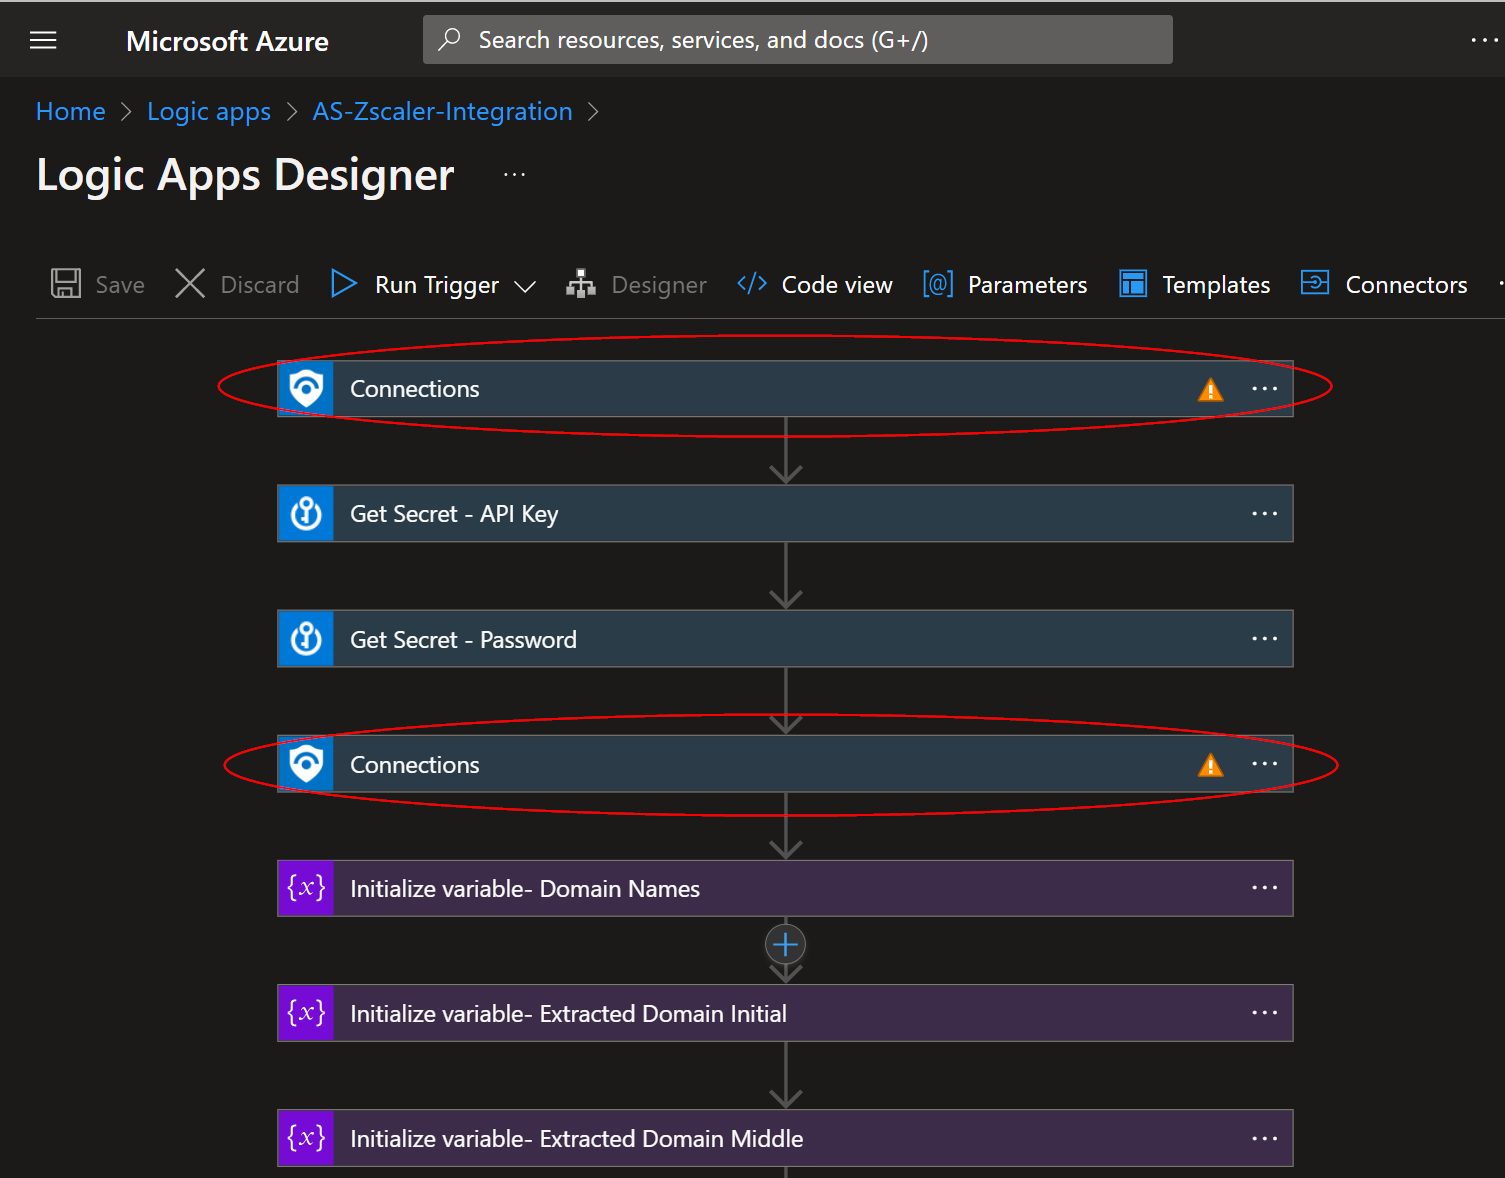 Microsoft Azure
Search resources, services, and docs (G+/)
Home > Logic apps > AS-Zscaler-Integration >
Logic Apps Designer ...
Save Discard Run Trigger </> Designer Code view [@] Parameters Templates Connectors
Connections
Get Secret - API Key
Get Secret - Password
Connections
{x} Initialize variable- Domain Names
{x} Initialize variable- Extracted Domain Initial
{x} Initialize variable- Extracted Domain Middle